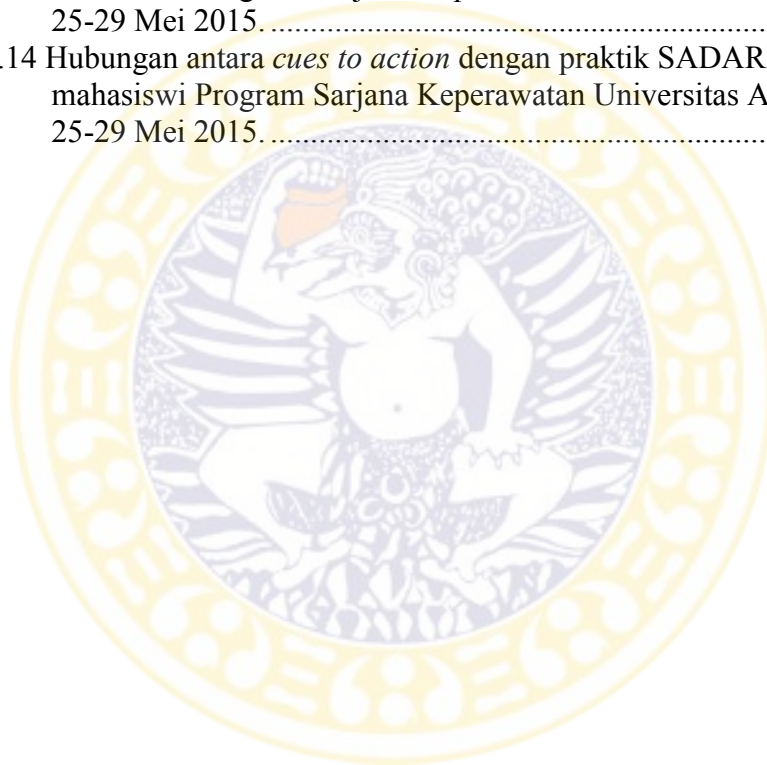 25-29 Mei 2015. ........................................................................
.14 Hubungan antara cues to action dengan praktik SADAR
mahasiswi Program Sarjana Keperawatan Universitas A
25-29 Mei 2015. ........................................................................